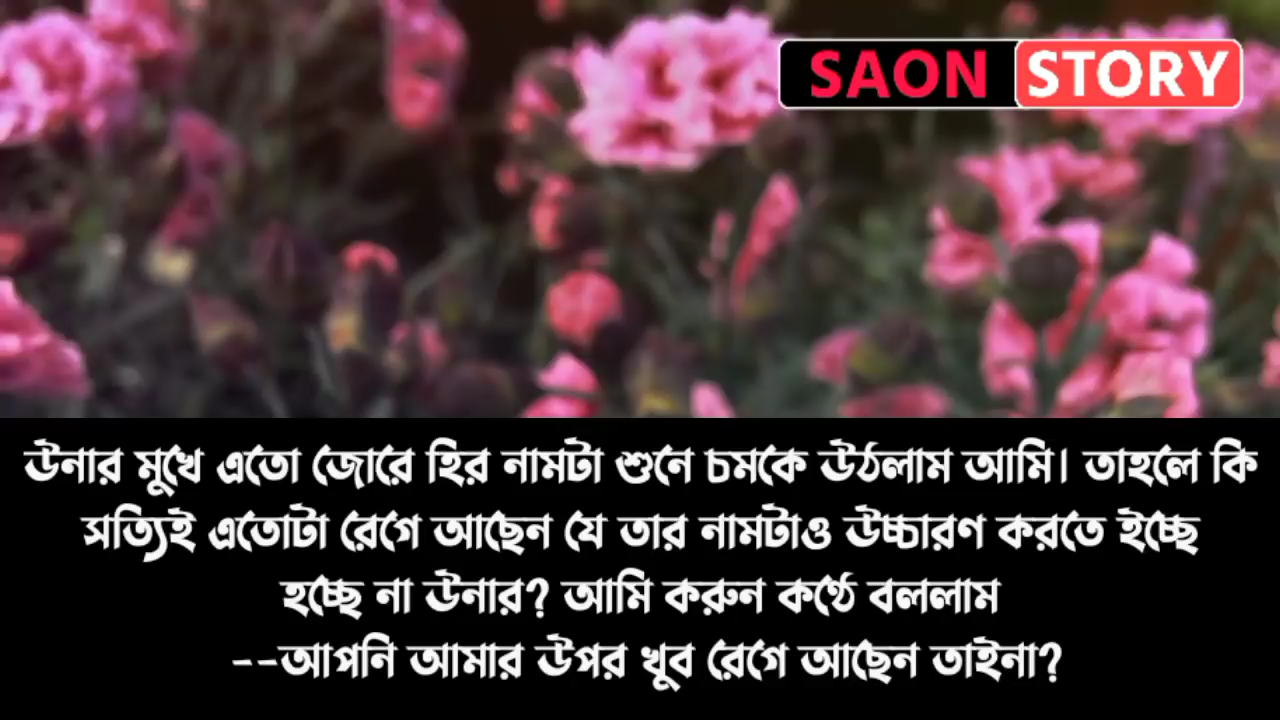 SAON STORY
উনার মুখে এতো জোরে হির নামটা শুনে চমকে উঠলাম আমি। তাহলে কি
সত্যিই এতোটা রেগে আছেন যে তার নামটাও উচ্চারণ করতে ইচ্ছে
হচ্ছে না উনার? আমি করুন কন্ঠে বললাম
--আপনি আমার উপর খুব রেগে আছেন তাইনা?